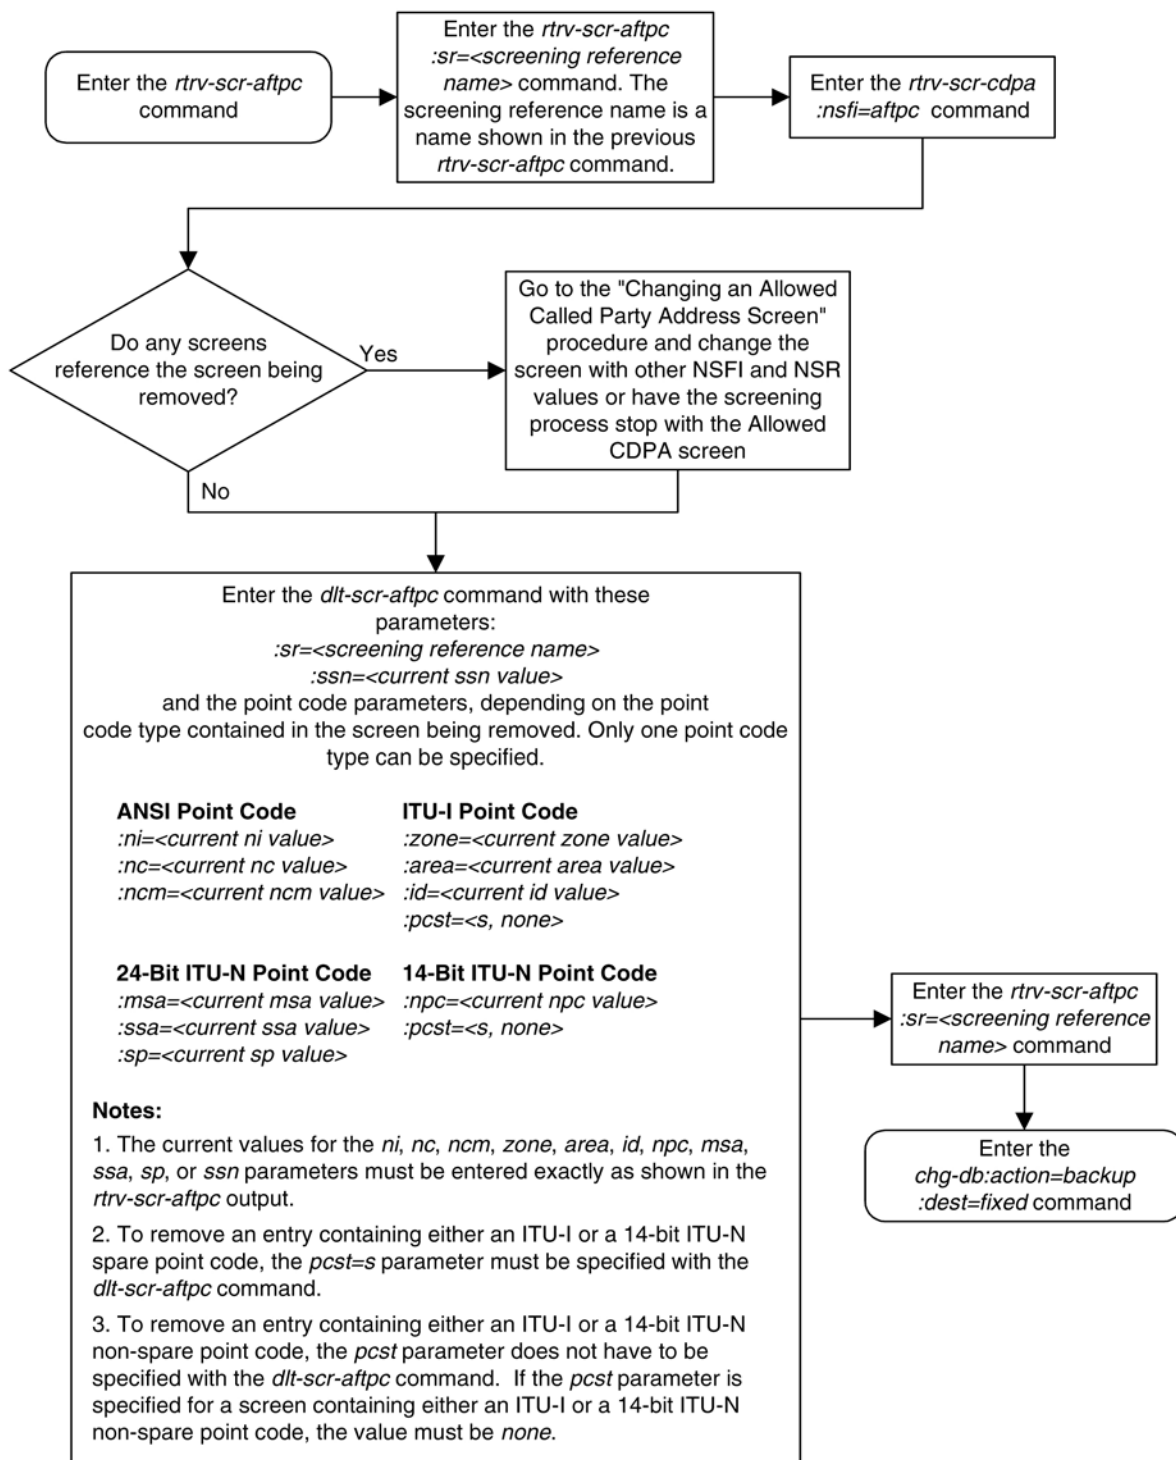 Enter the rtrv-scr-aftpc
command
Enter the rtrv-scr-aftpc
:sr=<screening reference
name> command. The
screening reference name is a
name shown in the previous
rtrv-scr-aftpc command.
Enter the rtrv-scr-cdpa
:nsfi=aftpc command
Do any screens
reference the screen being
removed?
Yes
No
Go to the "Changing an Allowed
Called Party Address Screen"
procedure and change the
screen with other NSFI and NSR
values or have the screening
process stop with the Allowed
CDPA screen
Enter the dlt-scr-aftpc command with these
parameters:
:sr=<screening reference name>
:ssn=<current ssn value>
and the point code parameters, depending on the point
code type contained in the screen being removed. Only one point code
type can be specified.
ANSI Point Code
:ni=<current ni value>
:nc=<current nc value>
:ncm=<current ncm value>
ITU-I Point Code
:zone=<current zone value>
:area=<current area value>
:id=<current id value>
:pcst=<s, none>
24-Bit ITU-N Point Code
:msa=<current msa value>
:ssa=<current ssa value>
:sp=<current sp value>
14-Bit ITU-N Point Code
:npc=<current npc value>
:pcst=<s, none>
Notes:
1. The current values for the ni, nc, ncm, zone, area, id, npc, msa,
ssa, sp, or ssn parameters must be entered exactly as shown in the
rtrv-scr-aftpc output.
2. To remove an entry containing either an ITU-I or a 14-bit ITU-N
spare point code, the pcst=s parameter must be specified with the
dlt-scr-aftpc command.
3. To remove an entry containing either an ITU-I or a 14-bit ITU-N
non-spare point code, the pcst parameter does not have to be
specified with the dlt-scr-aftpc command. If the pcst parameter is
specified for a screen containing either an ITU-I or a 14-bit ITU-N
non-spare point code, the value must be none.
Enter the rtrv-scr-aftpc
:sr=<screening reference
name> command
Enter the
chg-db:action=backup
:dest=fixed command